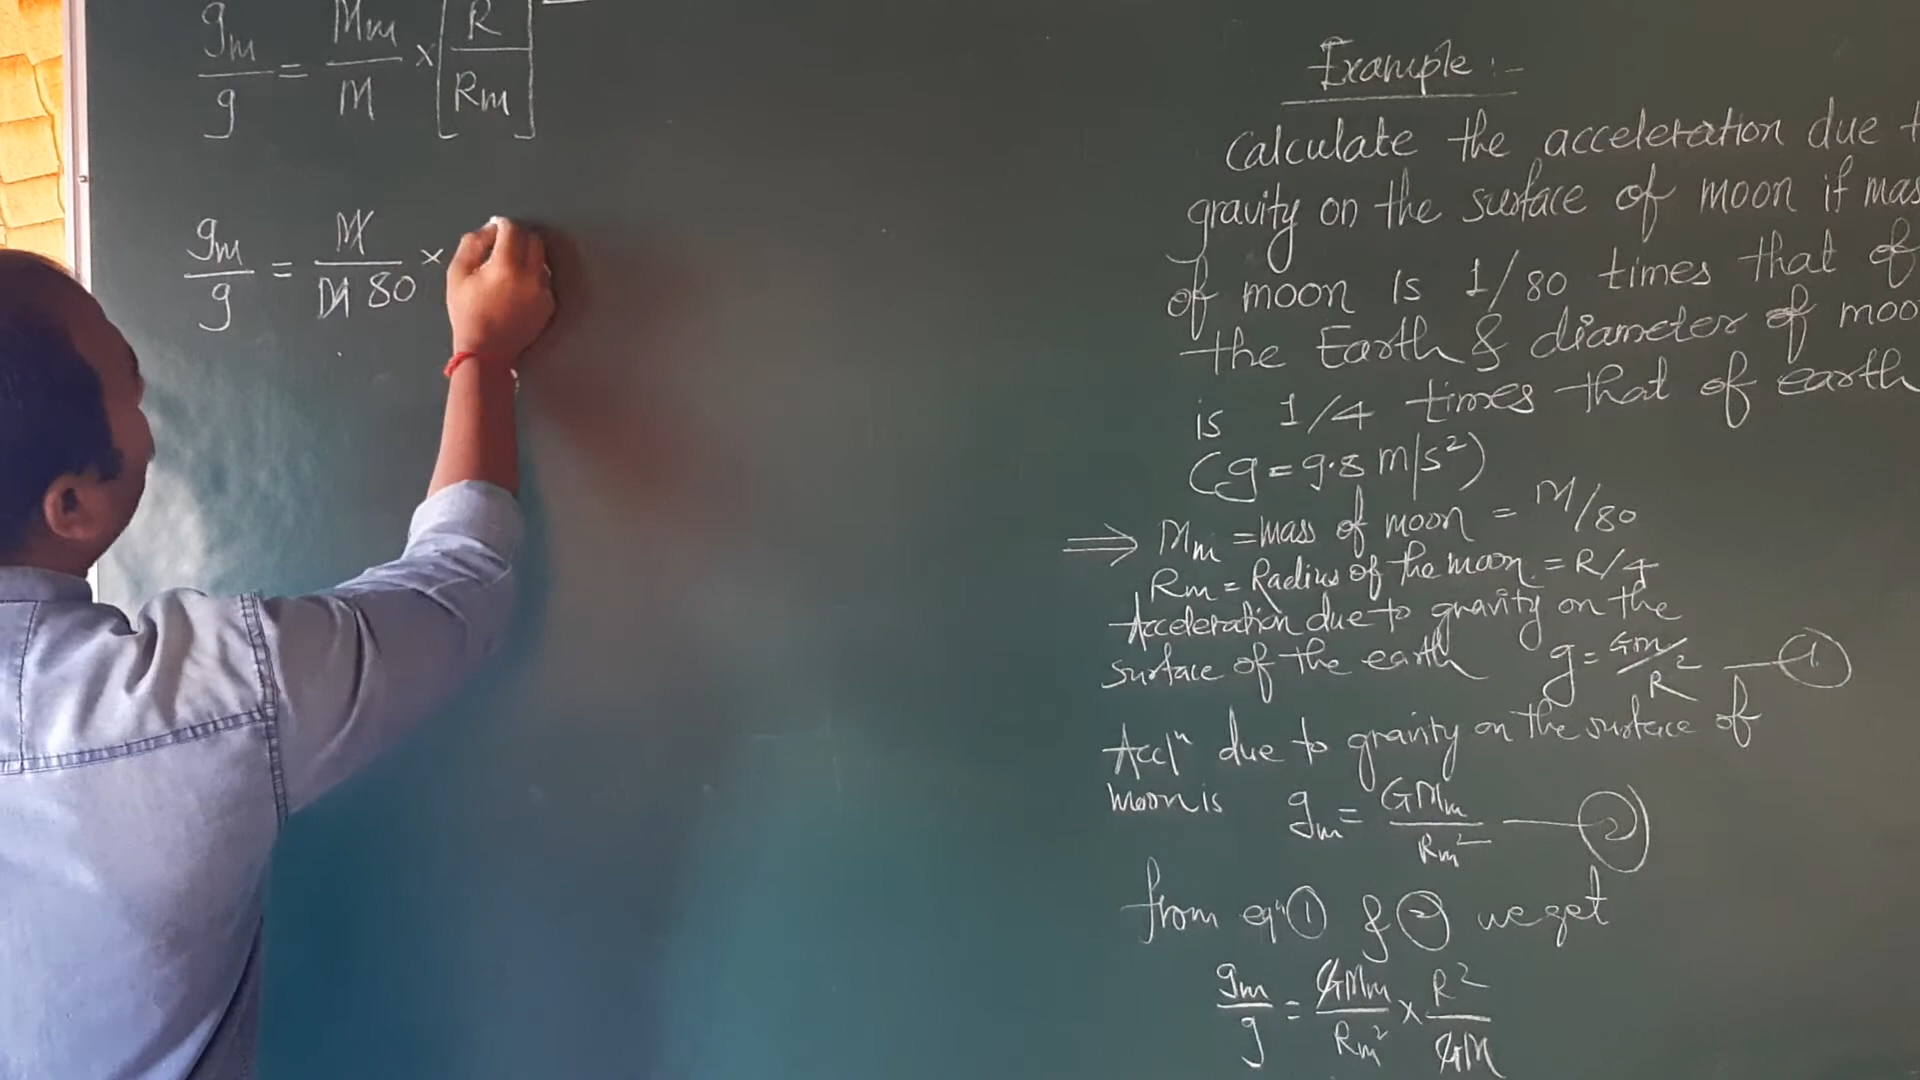 gm/g = Mm/M × [R/Rm]
gm/g = M/M 80 ×
Example :-
Calculate the acceleration due
gravity on the surface of moon if
of moon is 1/80 times that of
the Earth & diameter of
is 1/4 times that of earth
(g = 9.8 m/s²)
⇒ Mm = mass of moon = M/80
Rm = Radius of the moon = R/4
Acceleration due to gravity on the
surface of the earth g = GM/R² — ①
Accⁿ due to gravity on the surface of
moon is gm = GMm/Rm² — ②
from eqⁿ ① & ② we get
gm/g = GMm/Rm² × R²/GM